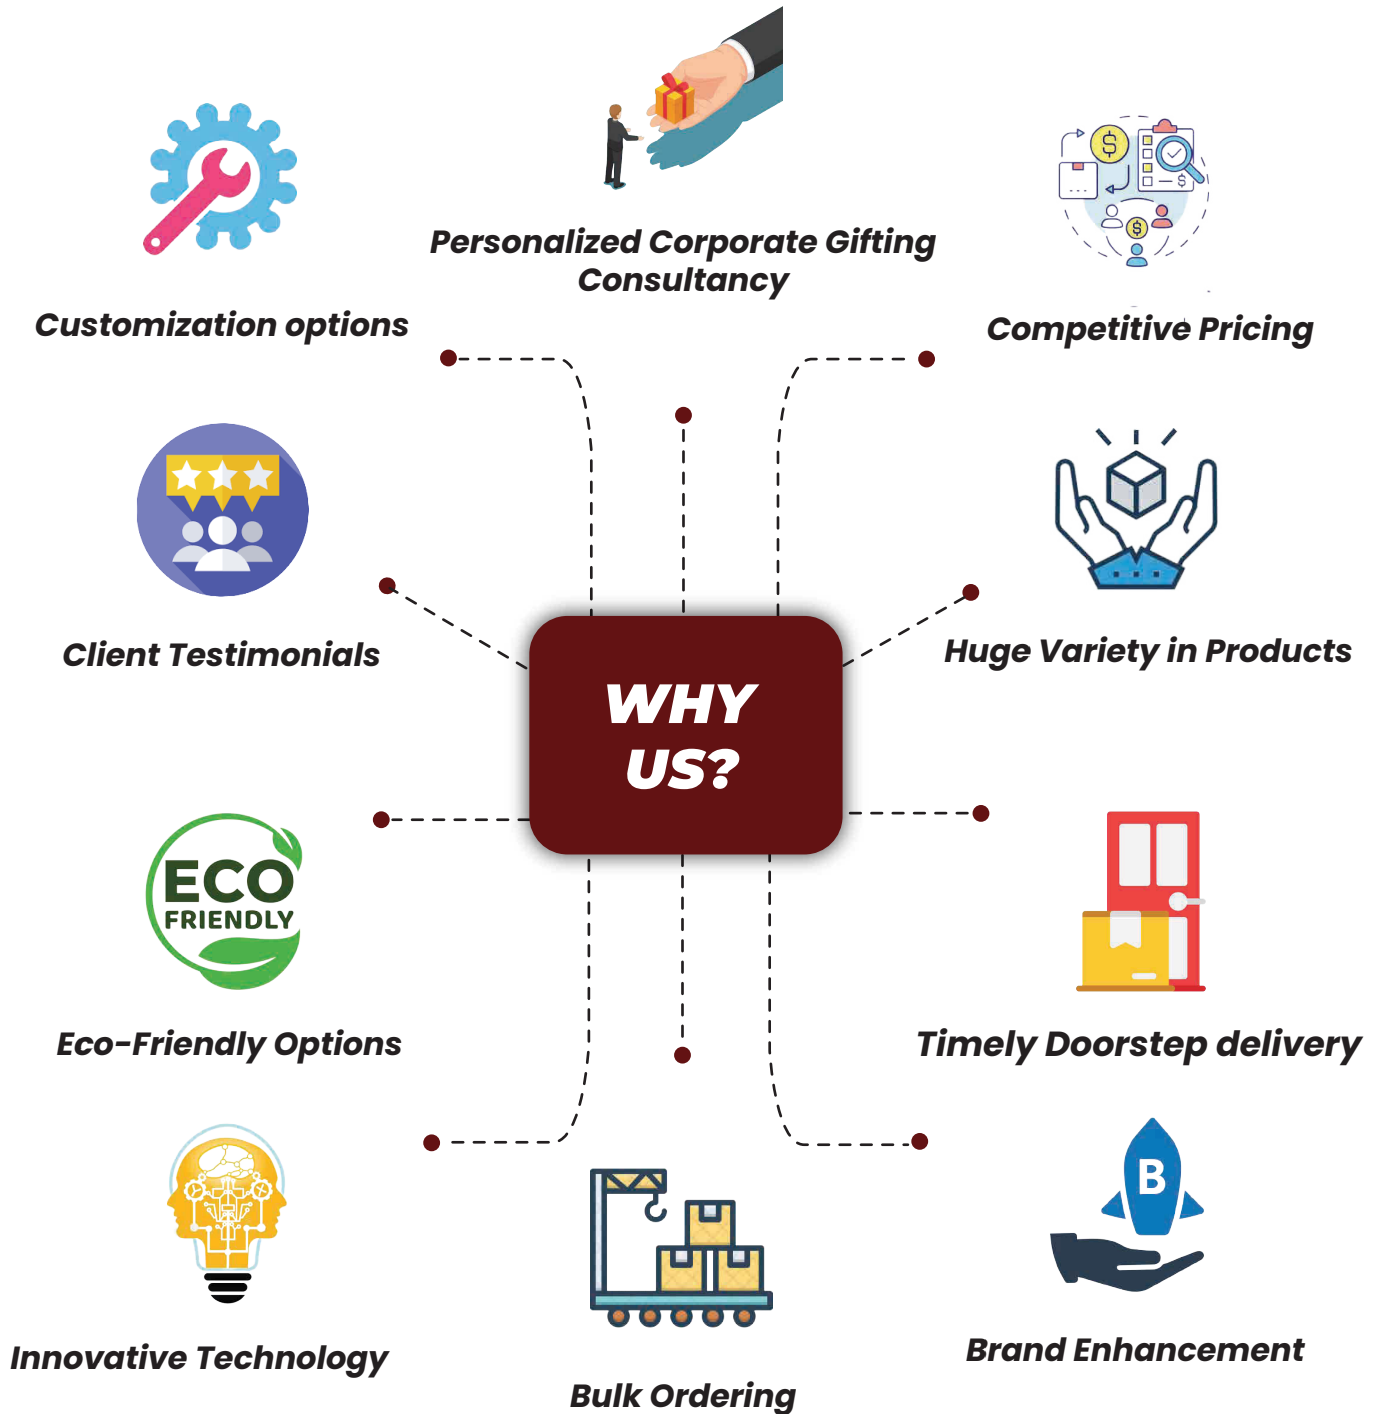 Personalized Corporate Gifting
Consultancy
Customization options
Competitive Pricing
Client Testimonials
Huge Variety in Products
WHY
US?
ECO
FRIENDLY
Eco-Friendly Options
Timely Doorstep delivery
B
Innovative Technology
Bulk Ordering
Brand Enhancement
$
$
$